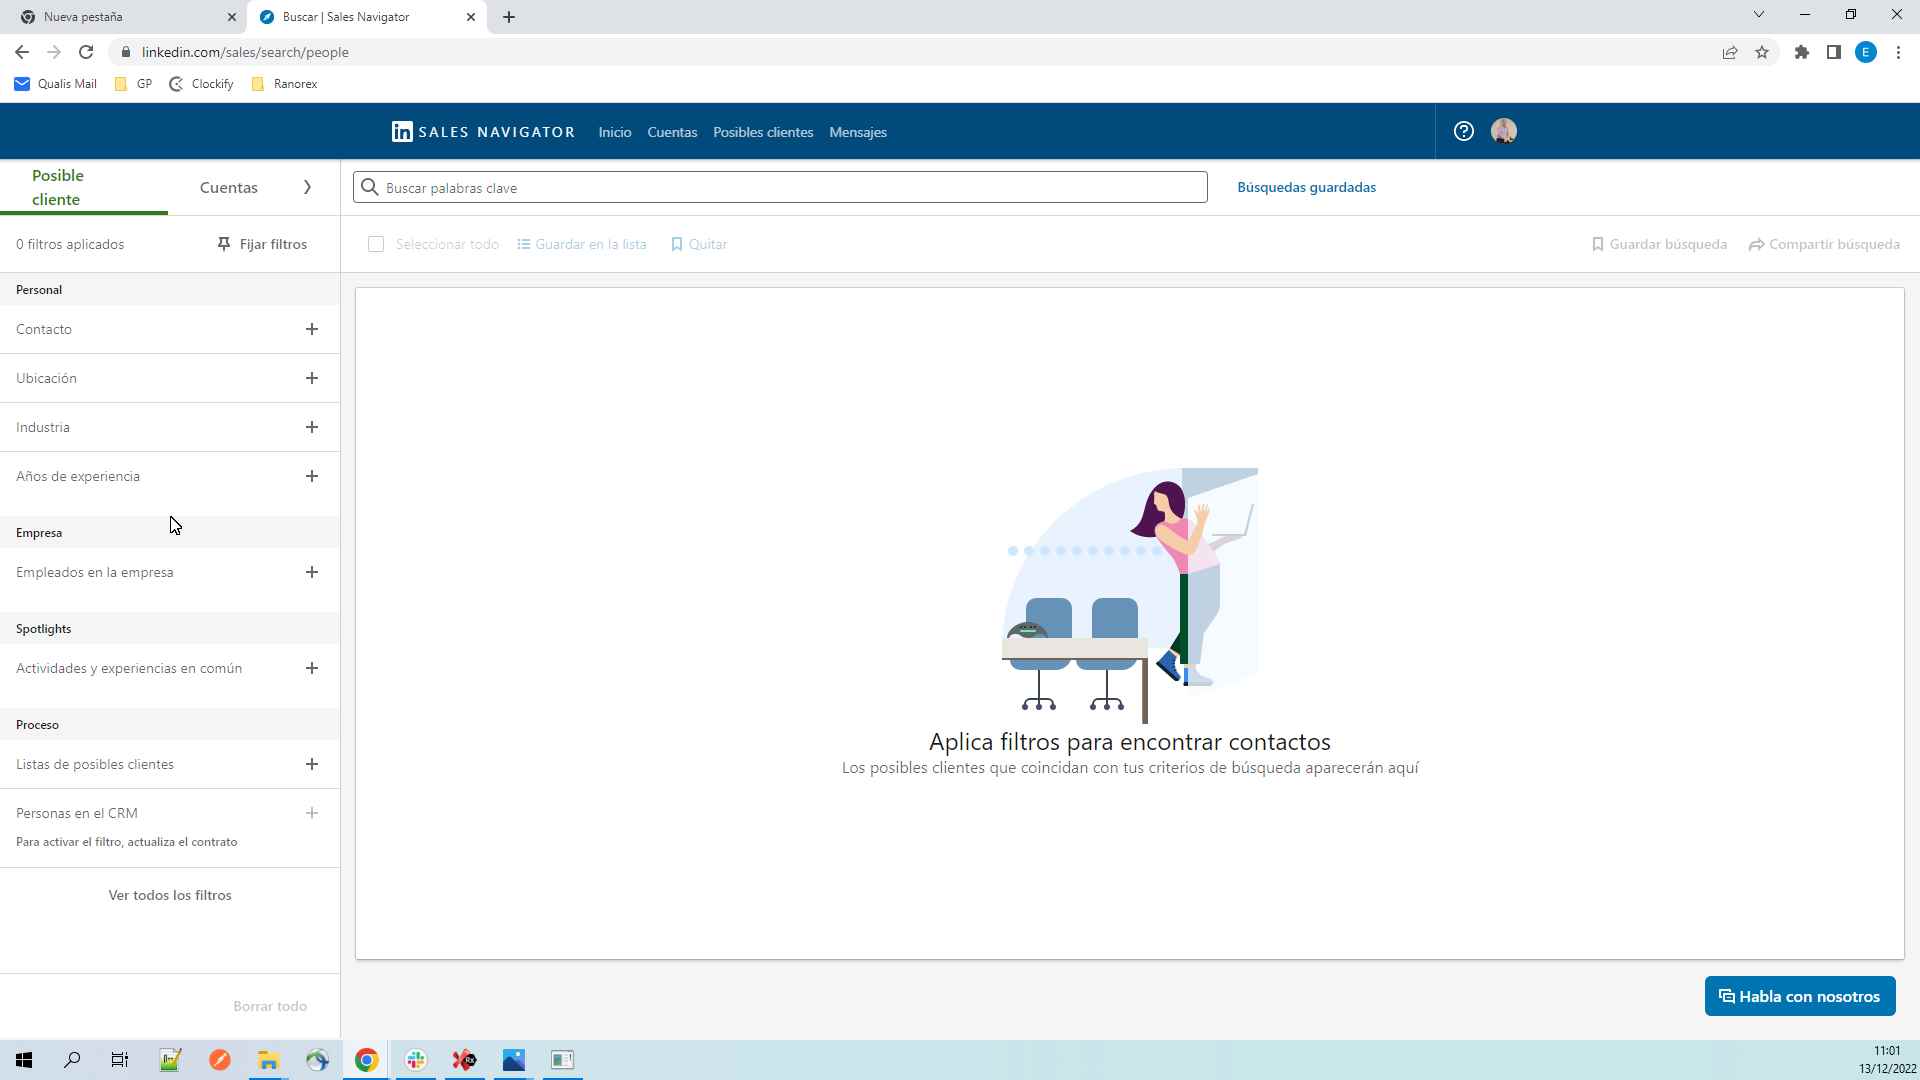 Nueva pestaña
Buscar | Sales Navigator
linkedin.com/sales/search/people
E
Qualis Mail
GP
Clockify
Ranorex
in SALES NAVIGATOR
Inicio
Cuentas
Posibles clientes
Mensajes
Posible
cliente
Cuentas
Buscar palabras clave
Búsquedas guardadas
0 filtros aplicados
Fijar filtros
Seleccionar todo
Guardar en la lista
Quitar
Guardar búsqueda
Compartir búsqueda
Personal
Contacto
Ubicación
Industria
Años de experiencia
Empresa
Empleados en la empresa
Spotlights
Actividades y experiencias en común
Proceso
Listas de posibles clientes
Personas en el CRM
Para activar el filtro, actualiza el contrato
Ver todos los filtros
Borrar todo
Aplica filtros para encontrar contactos
Los posibles clientes que coincidan con tus criterios de búsqueda aparecerán aquí
Habla con nosotros
11:01
13/12/2022